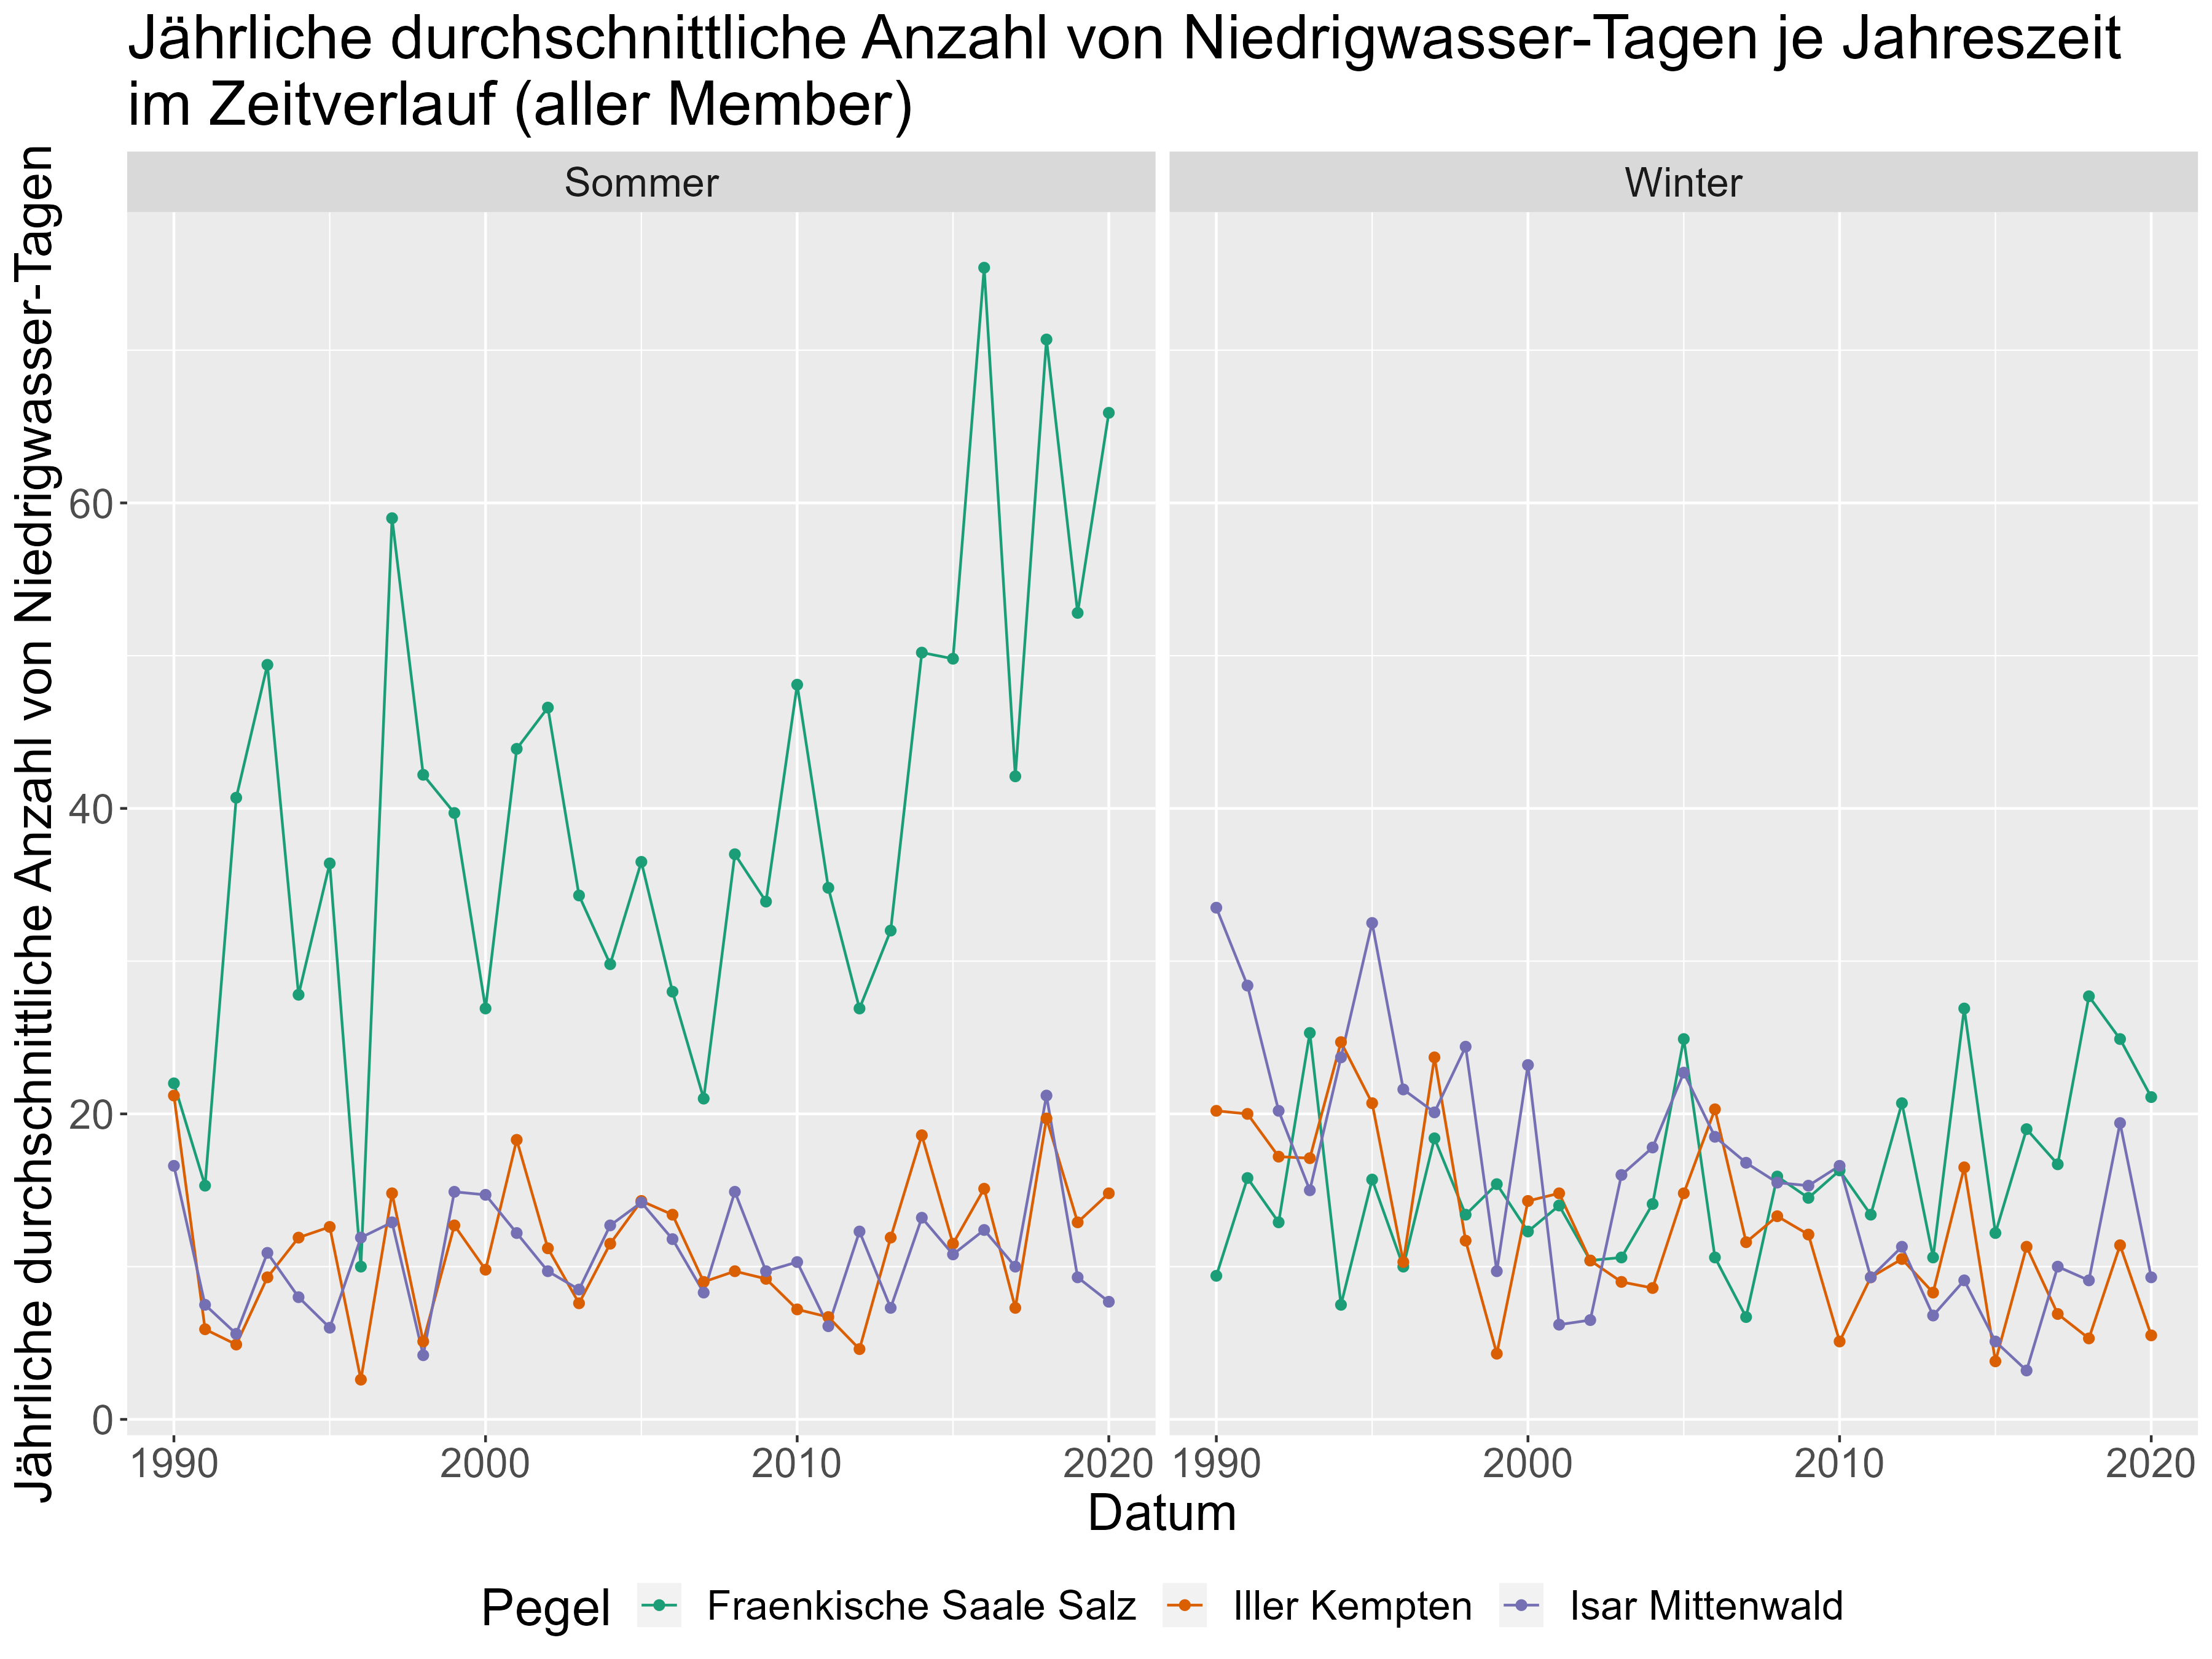 Jährliche durchschnittliche Anzahl von Niedrigwasser-Tagen je Jahreszeit
im Zeitverlauf (aller Member)
Jährliche durchschnittliche Anzahl von Niedrigwasser-Tagen
Sommer
Winter
60
40
20
0
1990 2000 2010 2020 1990 2000 2010 2020
Datum
Pegel Fraenkische Saale Salz Iller Kempten Isar Mittenwald